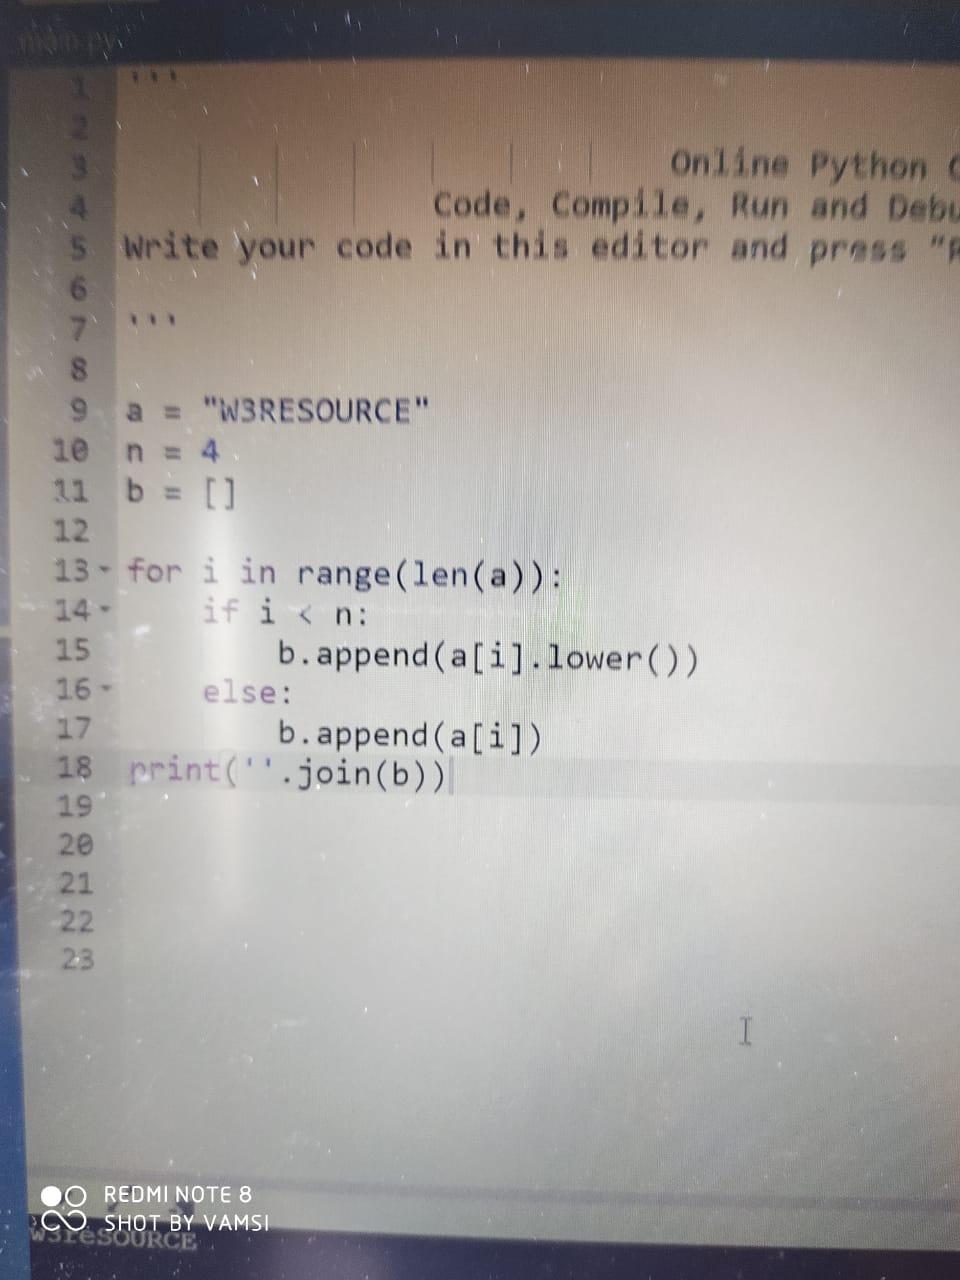 main.py
1 '''
2
3 Online Python
4 Code, Compile, Run and Debu
5 Write your code in this editor and press "R
6
7 '''
8
9 a = "W3RESOURCE"
10 n = 4
11 b = []
12
13 for i in range(len(a)):
14 if i < n:
15 b.append(a[i].lower())
16 else:
17 b.append(a[i])
18 print(''.join(b))
19
20
21
22
23
REDMI NOTE 8
SHOT BY VAMSI
w3reSOURCE